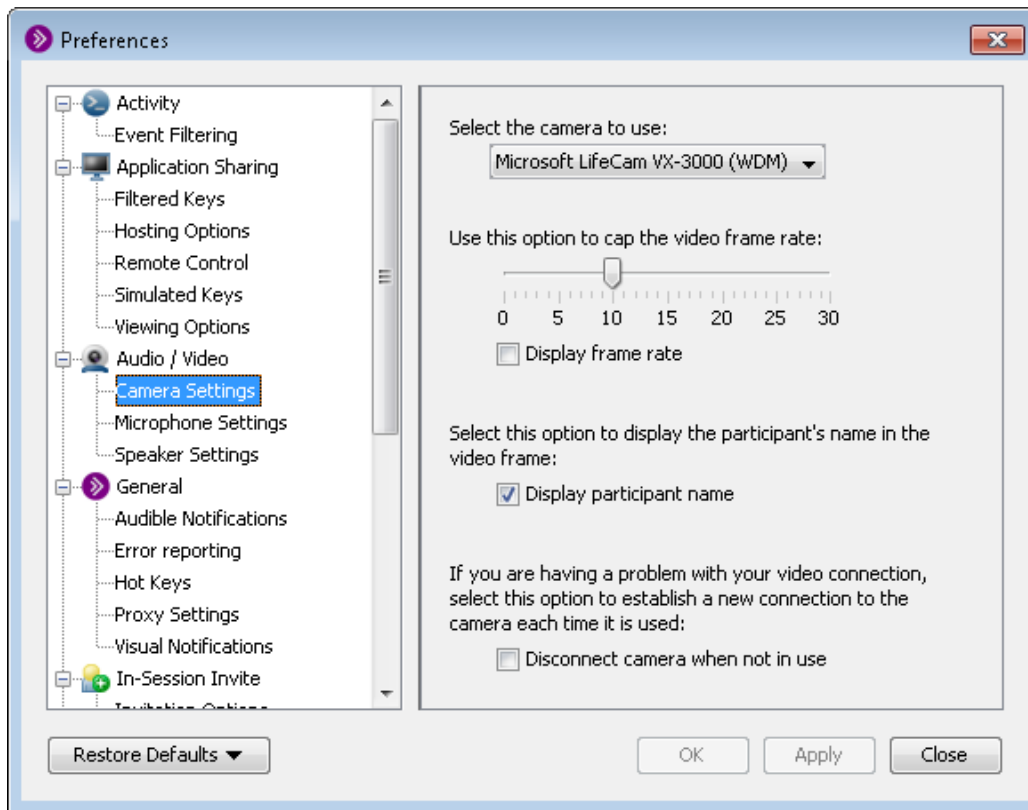 Preferences
Activity
Event Filtering
Application Sharing
Filtered Keys
Hosting Options
Remote Control
Simulated Keys
Viewing Options
Audio / Video
Camera Settings
Microphone Settings
Speaker Settings
General
Audible Notifications
Error reporting
Hot Keys
Proxy Settings
Visual Notifications
In-Session Invite
Invitation Options
Select the camera to use:
Microsoft LifeCam VX-3000 (WDM)
Use this option to cap the video frame rate:
0 5 10 15 20 25 30
Display frame rate
Select this option to display the participant's name in the
video frame:
Display participant name
If you are having a problem with your video connection,
select this option to establish a new connection to the
camera each time it is used:
Disconnect camera when not in use
Restore Defaults
OK
Apply
Close